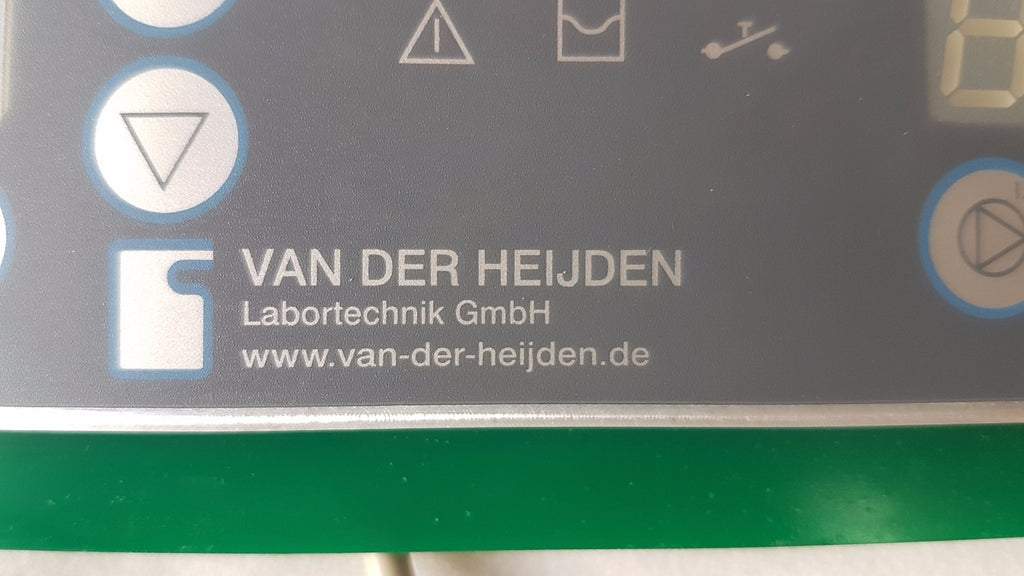 VAN DER HEIJDEN
Labortechnik GmbH
www.van-der-heijden.de